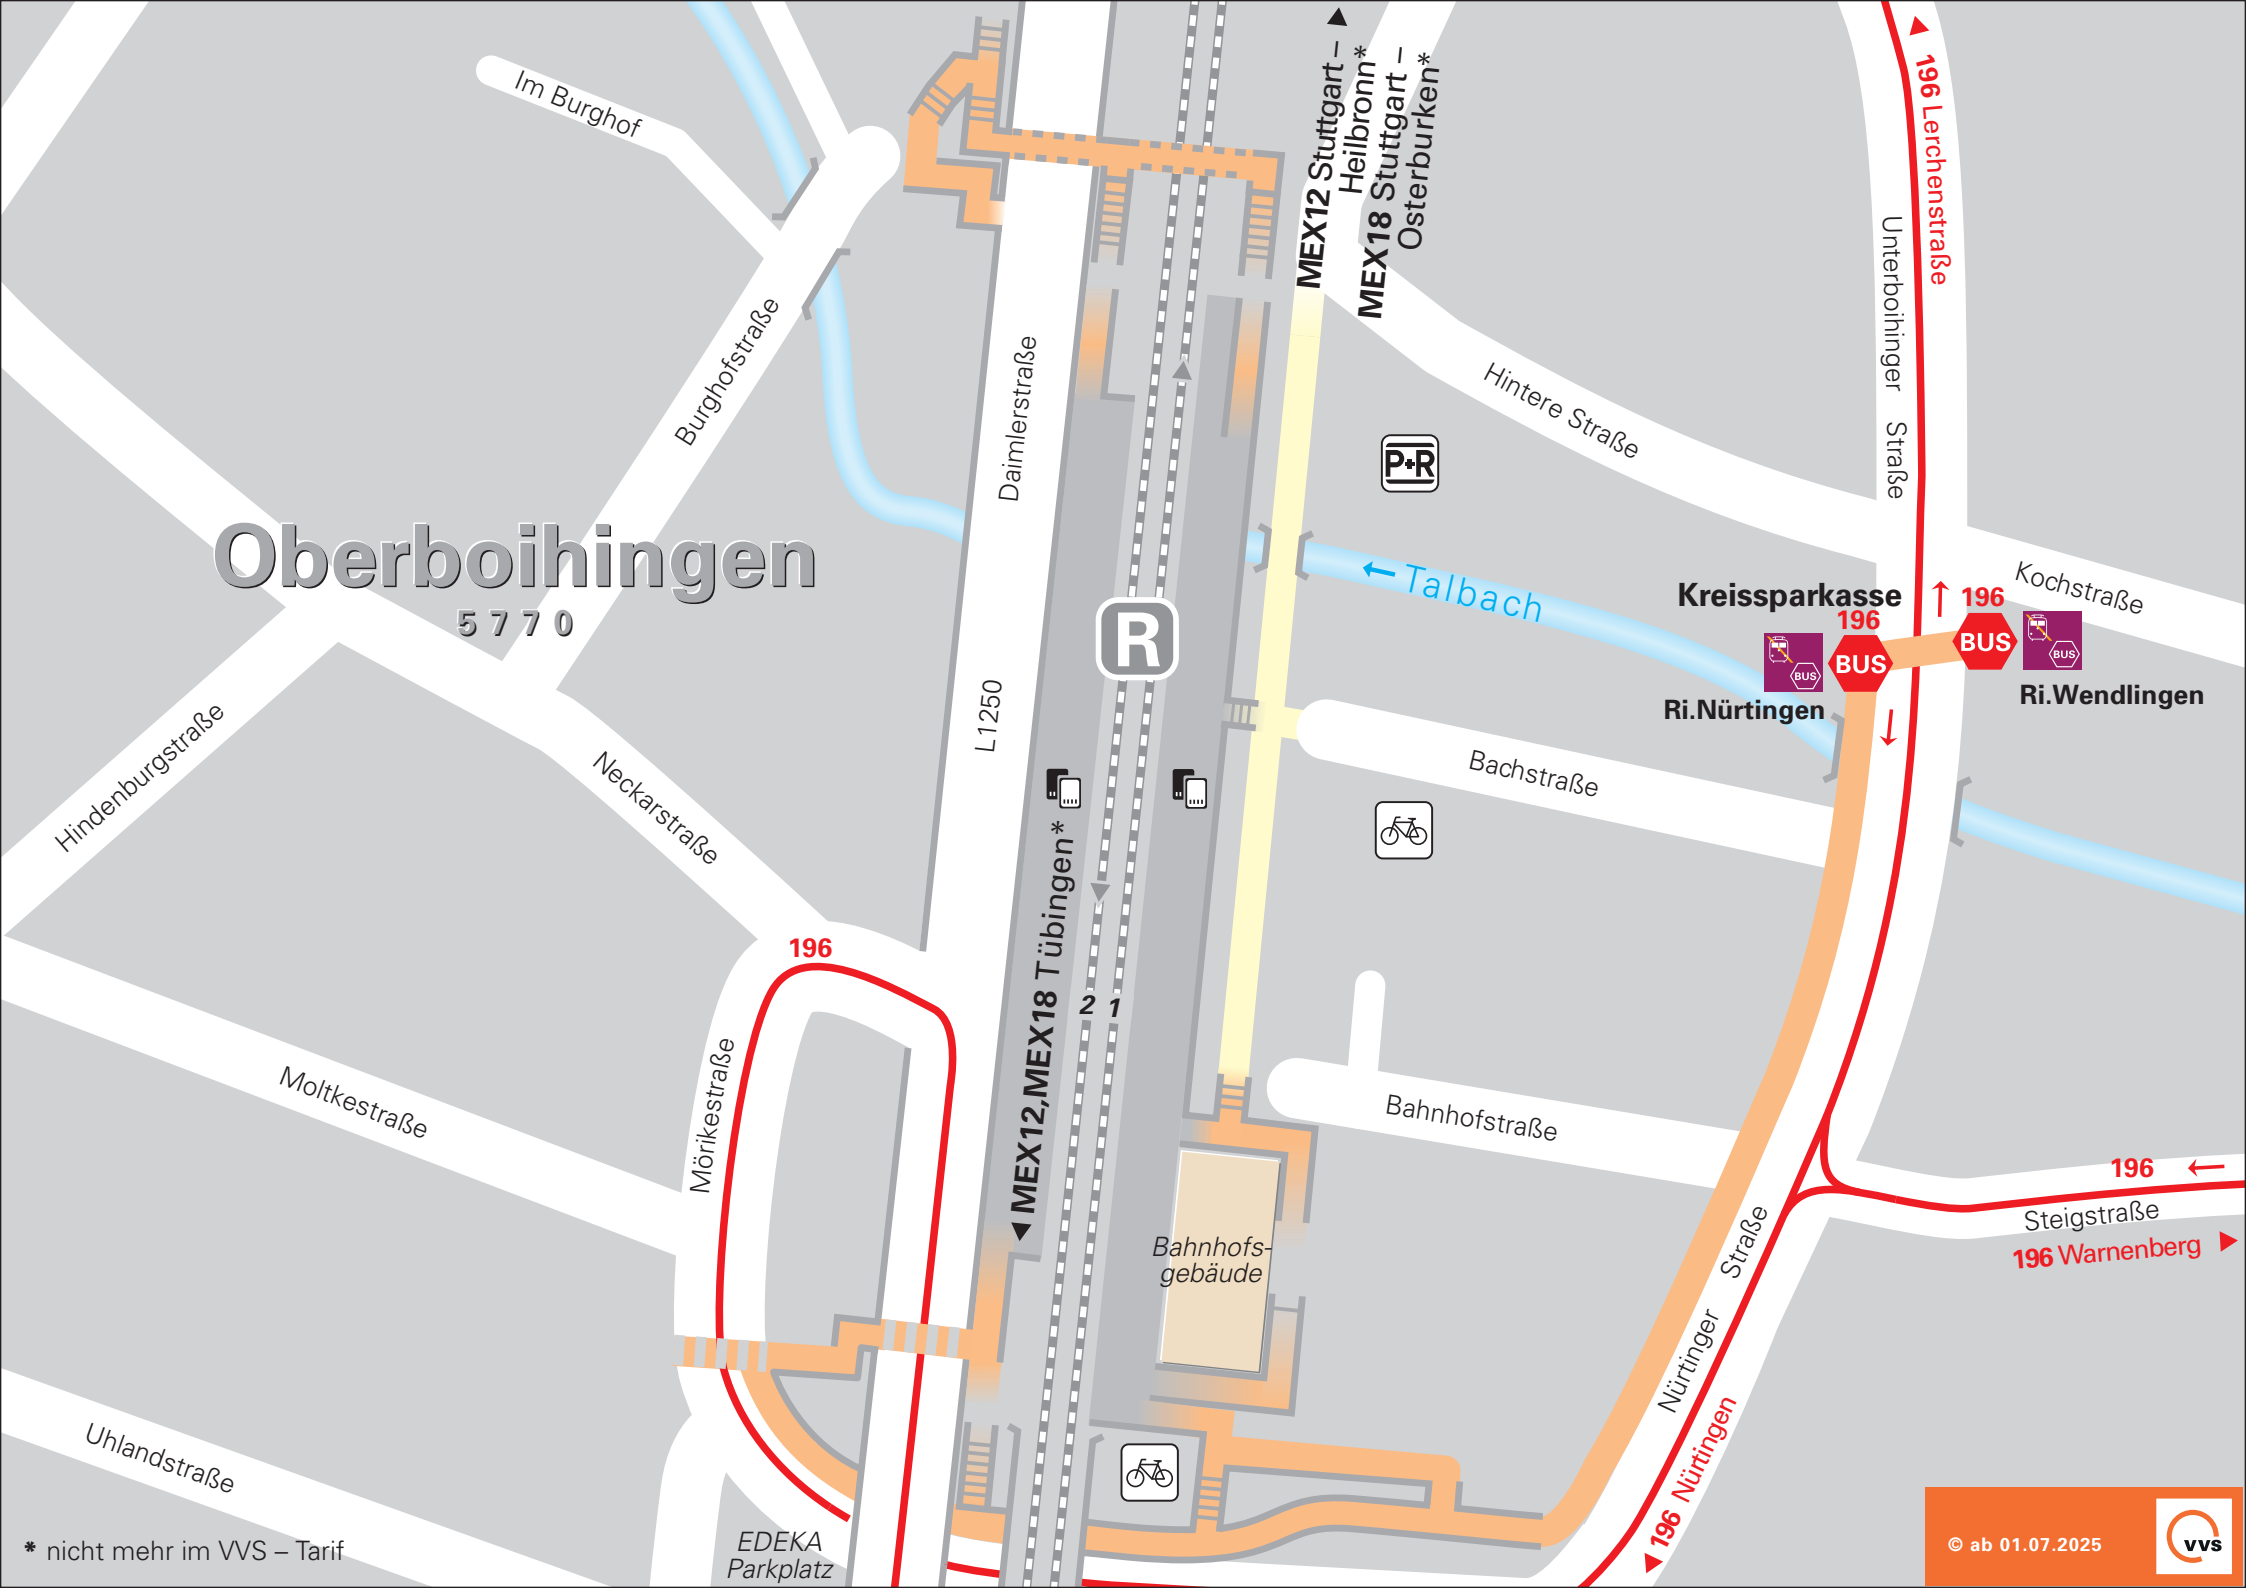 Im Burghof
MEX12 Stuttgart –
Heilbronn*
MEX18 Stuttgart –
Osterburken*
196 Lerchenstraße
Unterboihinger Straße
Burghofstraße
Daimlerstraße
Hintere Straße
P+R
Oberboihingen
5770
Talbach
Kochstraße
Kreissparkasse
196
196
BUS
BUS
BUS
BUS
Ri.Nürtingen
Ri.Wendlingen
R
L1250
Hindenburgstraße
Neckarstraße
Bachstraße
196
MEX12,MEX18 Tübingen*
2 1
Moltkestraße
Mörikestraße
Bahnhofstraße
196
Steigstraße
196 Warnenberg
Bahnhofs-
gebäude
Nürtinger Straße
196 Nürtingen
Uhlandstraße
EDEKA
Parkplatz
* nicht mehr im VVS – Tarif
© ab 01.07.2025
vvs